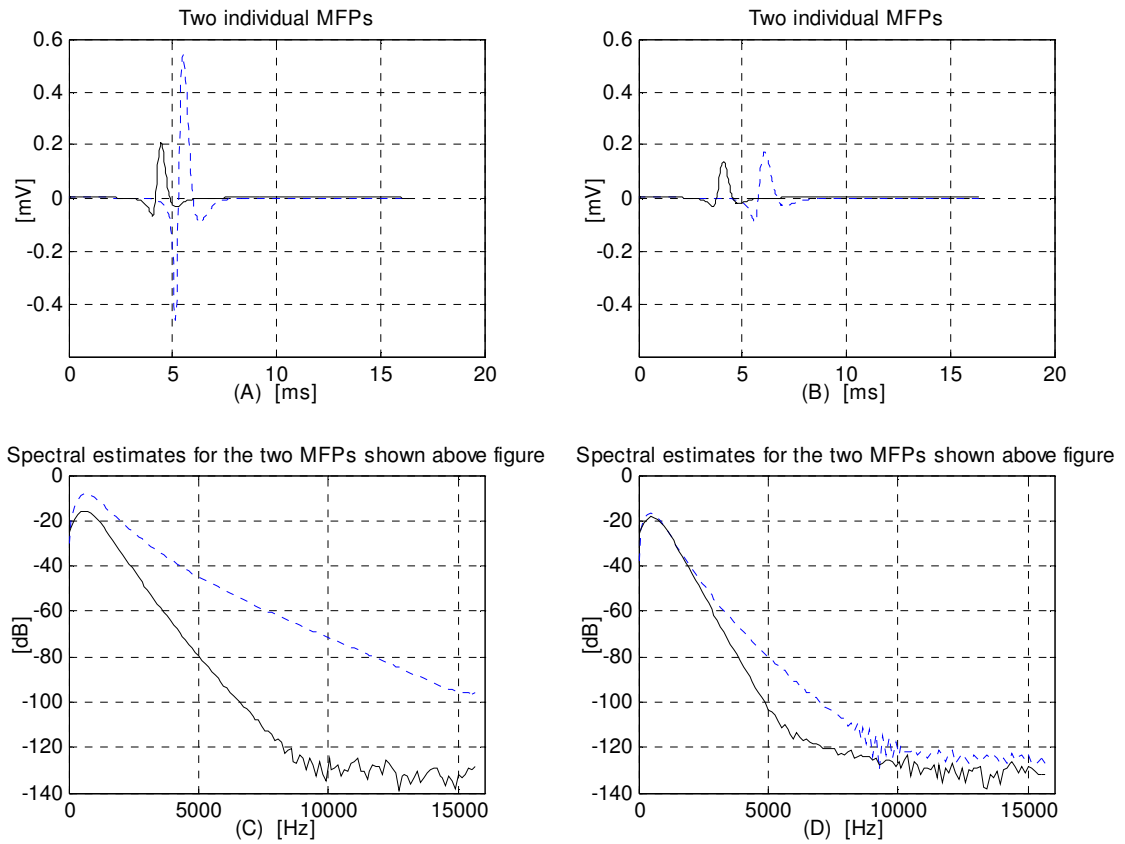 Two individual MFPs
0.6
0.4
0.2
0
-0.2
-0.4
[mV]
0 5 10 15 20
(A) [ms]
Two individual MFPs
0.6
0.4
0.2
0
-0.2
-0.4
[mV]
0 5 10 15 20
(B) [ms]
Spectral estimates for the two MFPs shown above figure
0
-20
-40
-60
-80
-100
-120
-140
[dB]
0 5000 10000 15000
(C) [Hz]
Spectral estimates for the two MFPs shown above figure
0
-20
-40
-60
-80
-100
-120
-140
[dB]
0 5000 10000 15000
(D) [Hz]